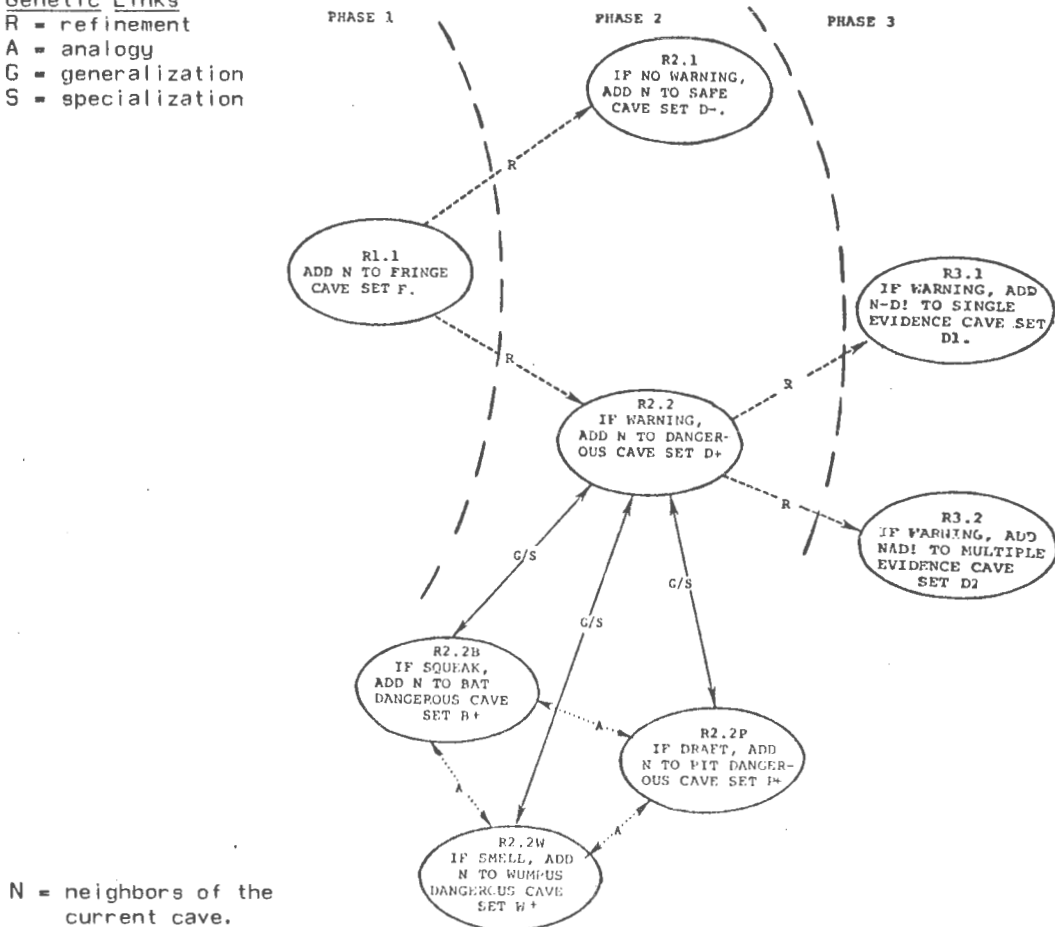 Genetic Links
R = refinement
A = analogy
G = generalization
S = specialization
PHASE 1
PHASE 2
PHASE 3
R2.1
IF NO WARNING,
ADD N TO SAFE
CAVE SET D-.
R
R1.1
ADD N TO FRINGE
CAVE SET F.
R
R3.1
IF WARNING, ADD
N-D! TO SINGLE
EVIDENCE CAVE SET
D1.
R
R2.2
IF WARNING,
ADD N TO DANGER-
OUS CAVE SET D+
R
R3.2
IF WARNING, ADD
NAD! TO MULTIPLE
EVIDENCE CAVE
SET D2
G/S
G/S
G/S
R2.2B
IF SQUEAK,
ADD N TO BAT
DANGEROUS CAVE
SET B+
A
R2.2P
IF DRAFT, ADD
N TO PIT DANGER-
OUS CAVE SET P+
A
A
R2.2W
IF SMELL, ADD
N TO WUMPUS
DANGEROUS CAVE
SET W+
N = neighbors of the
current cave.